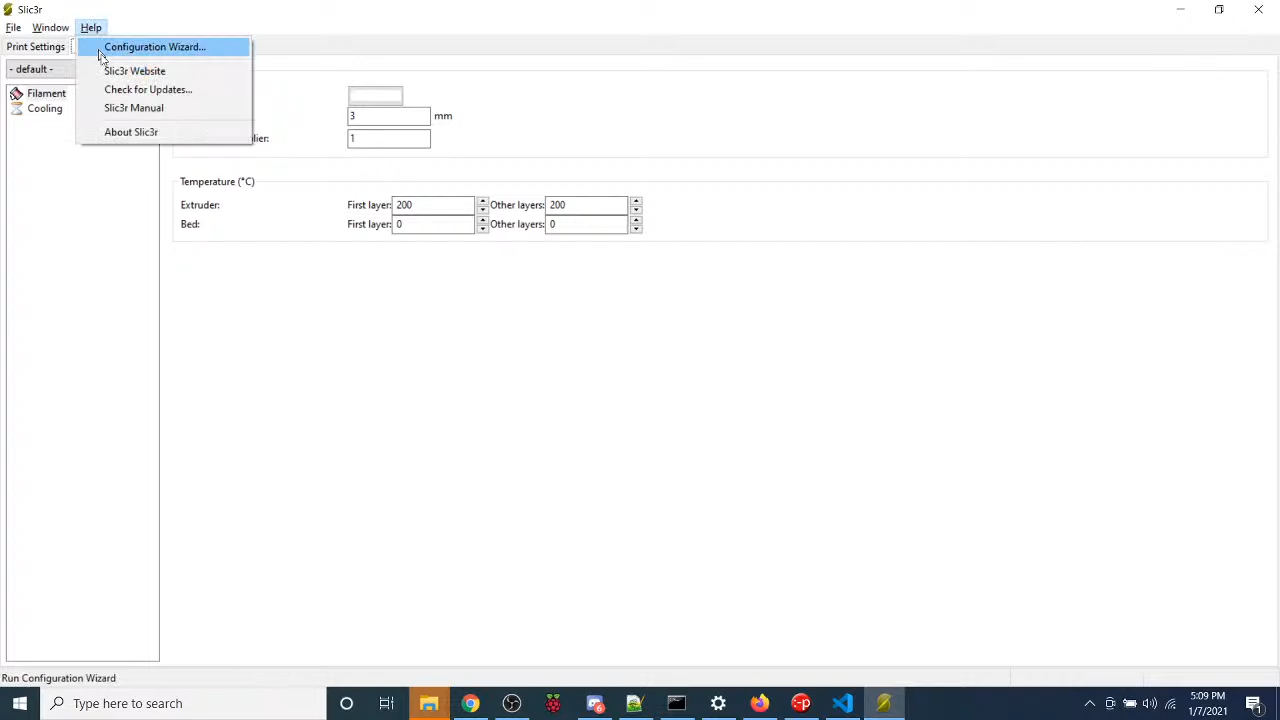 Slic3r
File Window Help
Print Settings
Configuration Wizard...
- default -
Slic3r Website
Check for Updates...
Filament
Cooling
Slic3r Manual
3 mm
About Slic3r
lier: 1
Temperature (°C)
Extruder: First layer: 200 Other layers: 200
Bed: First layer: 0 Other layers: 0
Run Configuration Wizard
Type here to search
5:09 PM
1/7/2021